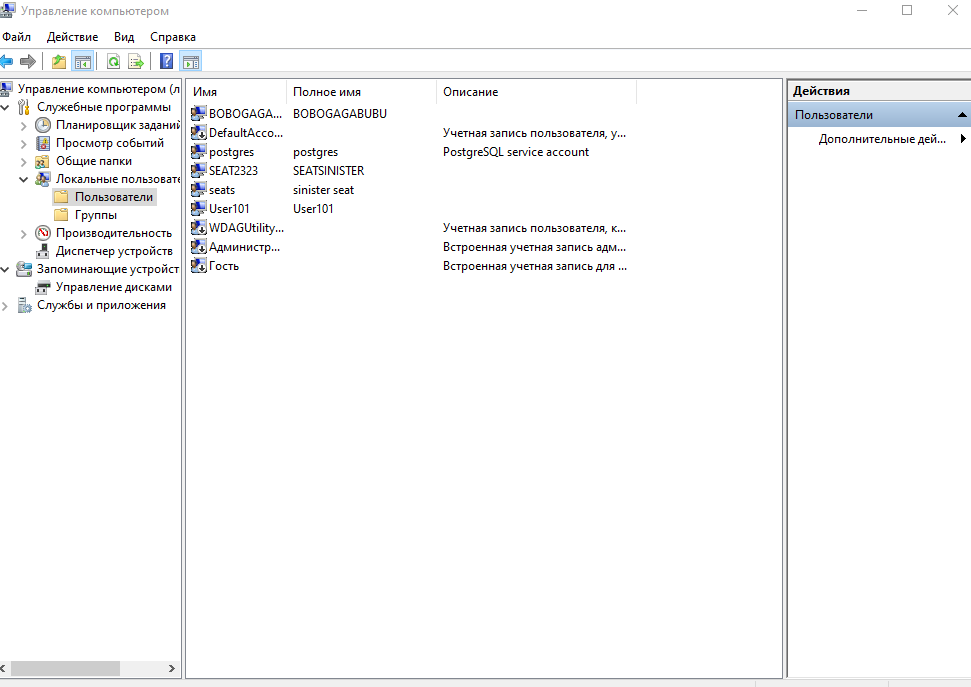 Управление компьютером
Файл Действие Вид Справка
Управление компьютером (л
Служебные программы
Планировщик заданий
Просмотр событий
Общие папки
Локальные пользовате
Пользователи
Группы
Производительность
Диспетчер устройств
Запоминающие устройст
Управление дисками
Службы и приложения
Имя Полное имя Описание
BOBOGAGA... BOBOGAGABUBU
DefaultAcco... Учетная запись пользователя, у...
postgres postgres PostgreSQL service account
SEAT2323 SEATSINISTER
seats sinister seat
User101 User101
WDAGUtility... Учетная запись пользователя, к...
Администр... Встроенная учетная запись адм...
Гость Встроенная учетная запись для ...
Действия
Пользователи
Дополнительные дей...